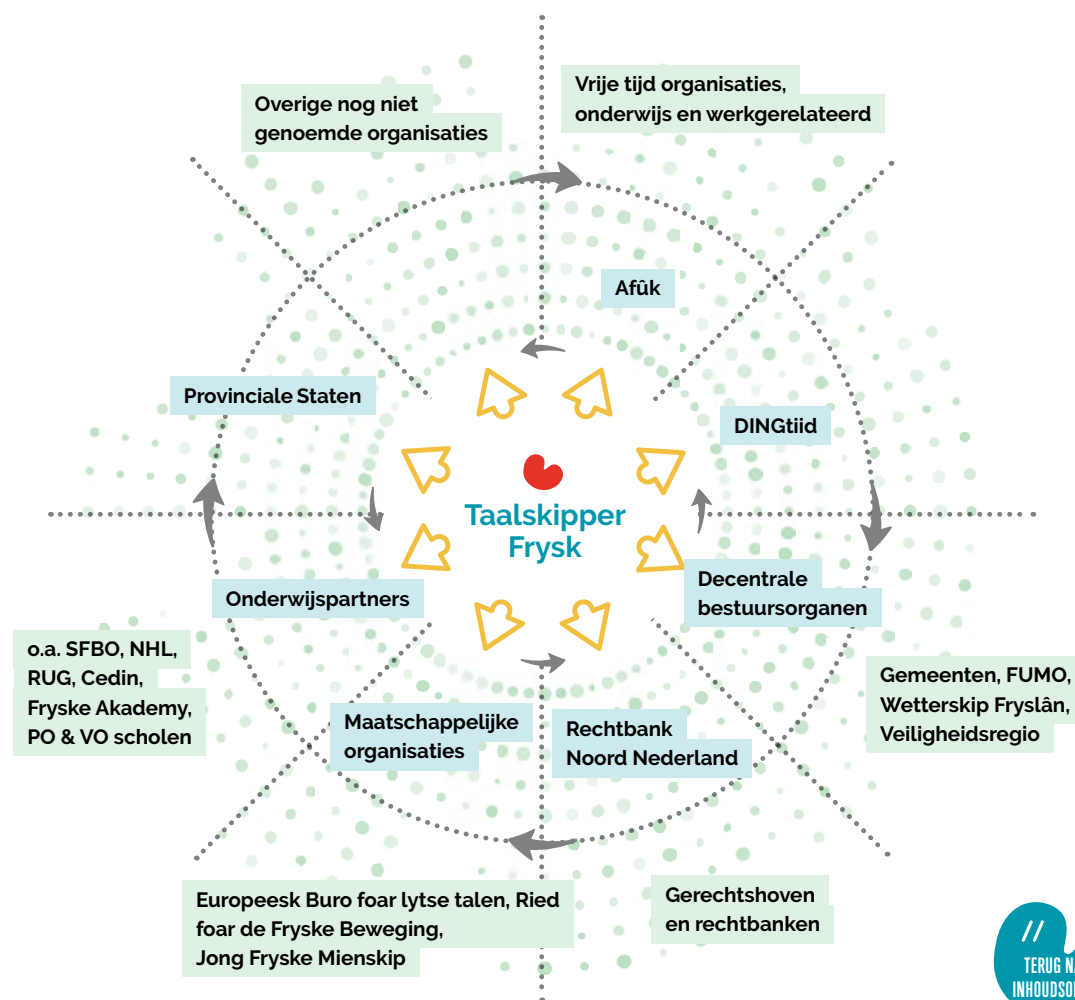 Overige nog niet
genoemde organisaties
Vrije tijd organisaties,
onderwijs en werkgerelateerd
Afûk
Provinciale Staten
DINGtiid
Taalskipper
Frysk
Onderwijspartners
Decentrale
bestuursorganen
o.a. SFBO, NHL,
RUG, Cedin,
Fryske Akademy,
PO & VO scholen
Gemeenten, FUMO,
Wetterskip Fryslân,
Veiligheidsregio
Maatschappelijke
organisaties
Rechtbank
Noord Nederland
Europeesk Buro foar lytse talen, Ried
foar de Fryske Beweging,
Jong Fryske Mienskip
Gerechtshoven
en rechtbanken
//
TERUG